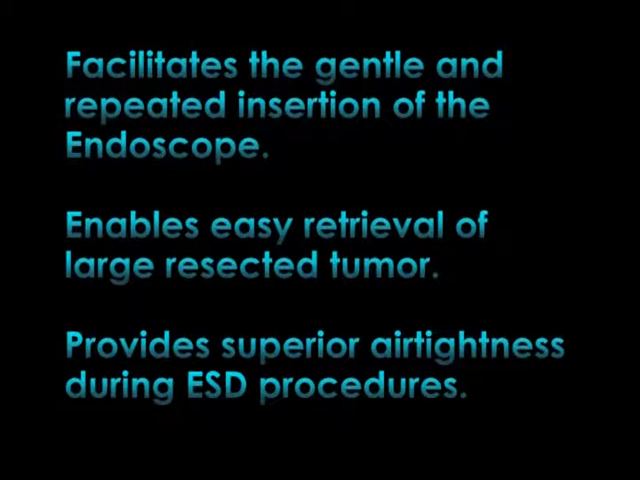 Facilitates the gentle and
repeated insertion of the
Endoscope.
Enables easy retrieval of
large resected tumor.
Provides superior airtightness
during ESD procedures.